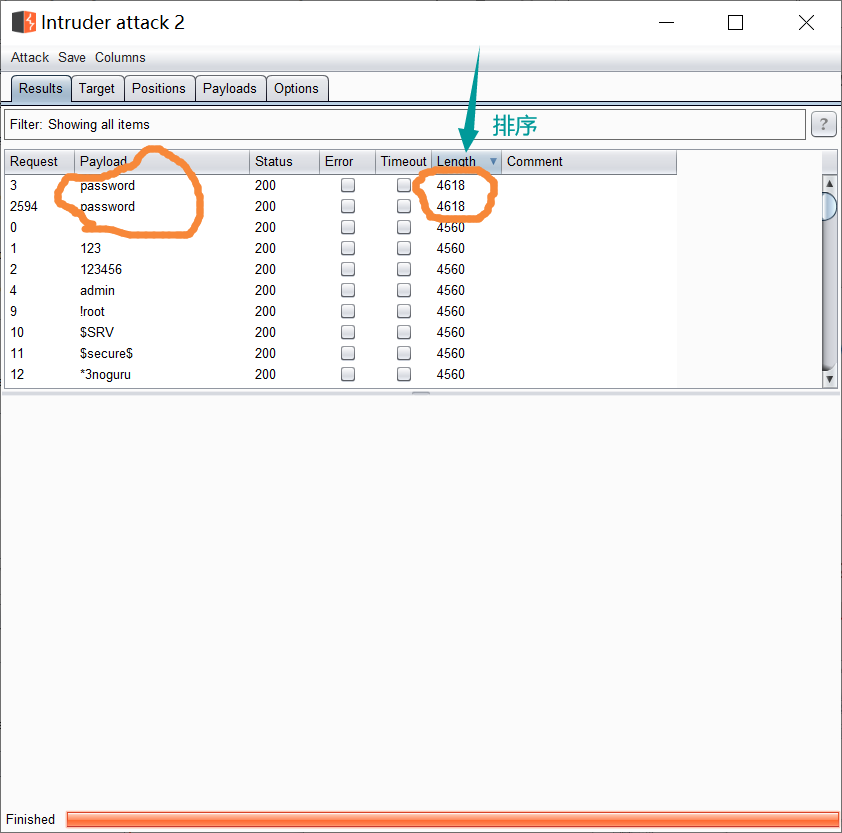 Intruder attack 2
Attack Save Columns
Results Target Positions Payloads Options
排序
Filter: Showing all items ?
Request Payload Status Error Timeout Length Comment
3 password 200 4618
2594 password 200 4618
0 200 4560
1 123 200 4560
2 123456 200 4560
4 admin 200 4560
9 !root 200 4560
10 $SRV 200 4560
11 $secure$ 200 4560
12 *3noguru 200 4560
Finished